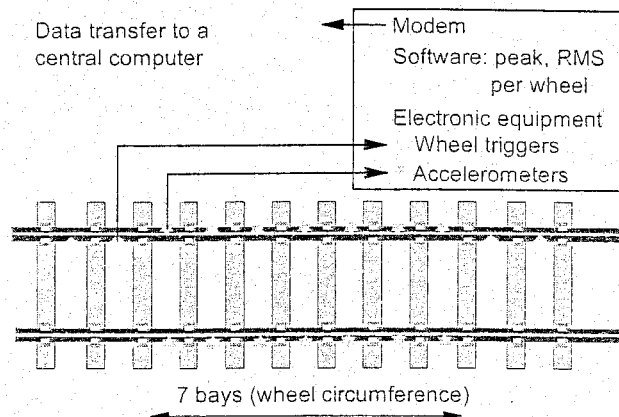 Data transfer to a
central computer
Modem
Software: peak, RMS
per wheel
Electronic equipment
Wheel triggers
Accelerometers
7 bays (wheel circumference)